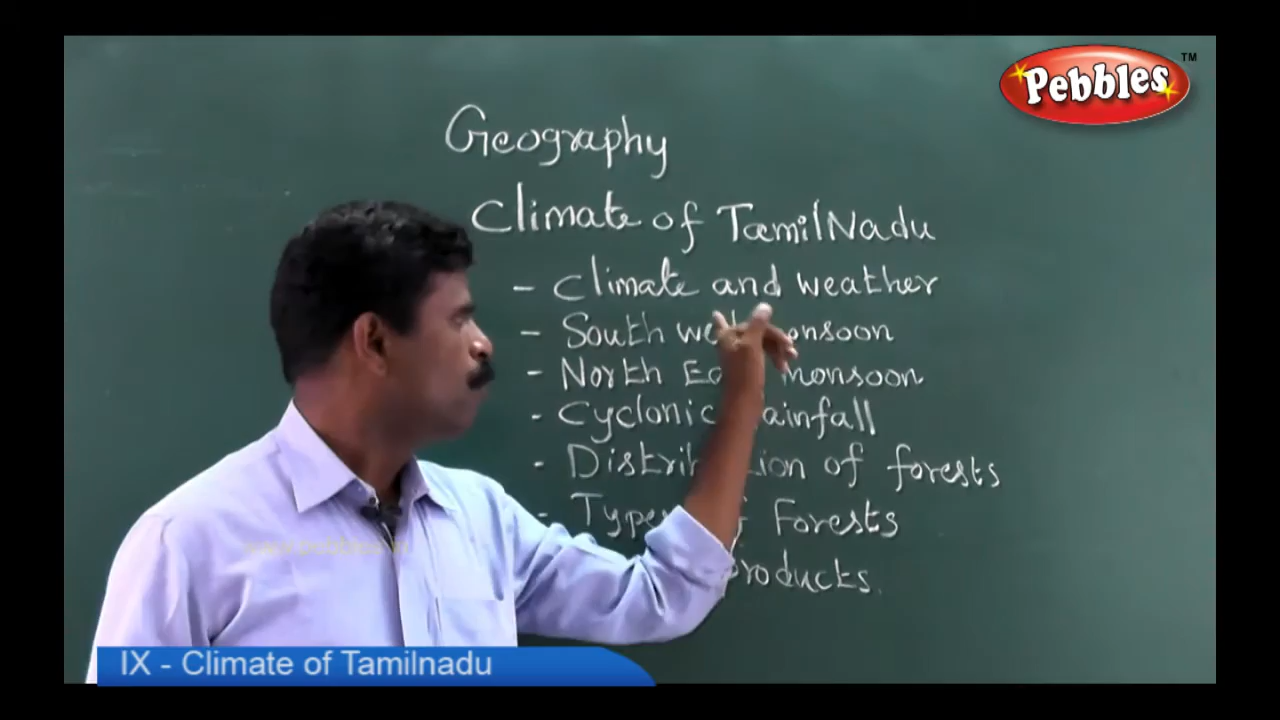 Pebbles™
Geography
Climate of TamilNadu
- Climate and weather
- South monsoon
- North monsoon
- Cyclonic
- of forests
- Forests
IX - Climate of Tamilnadu